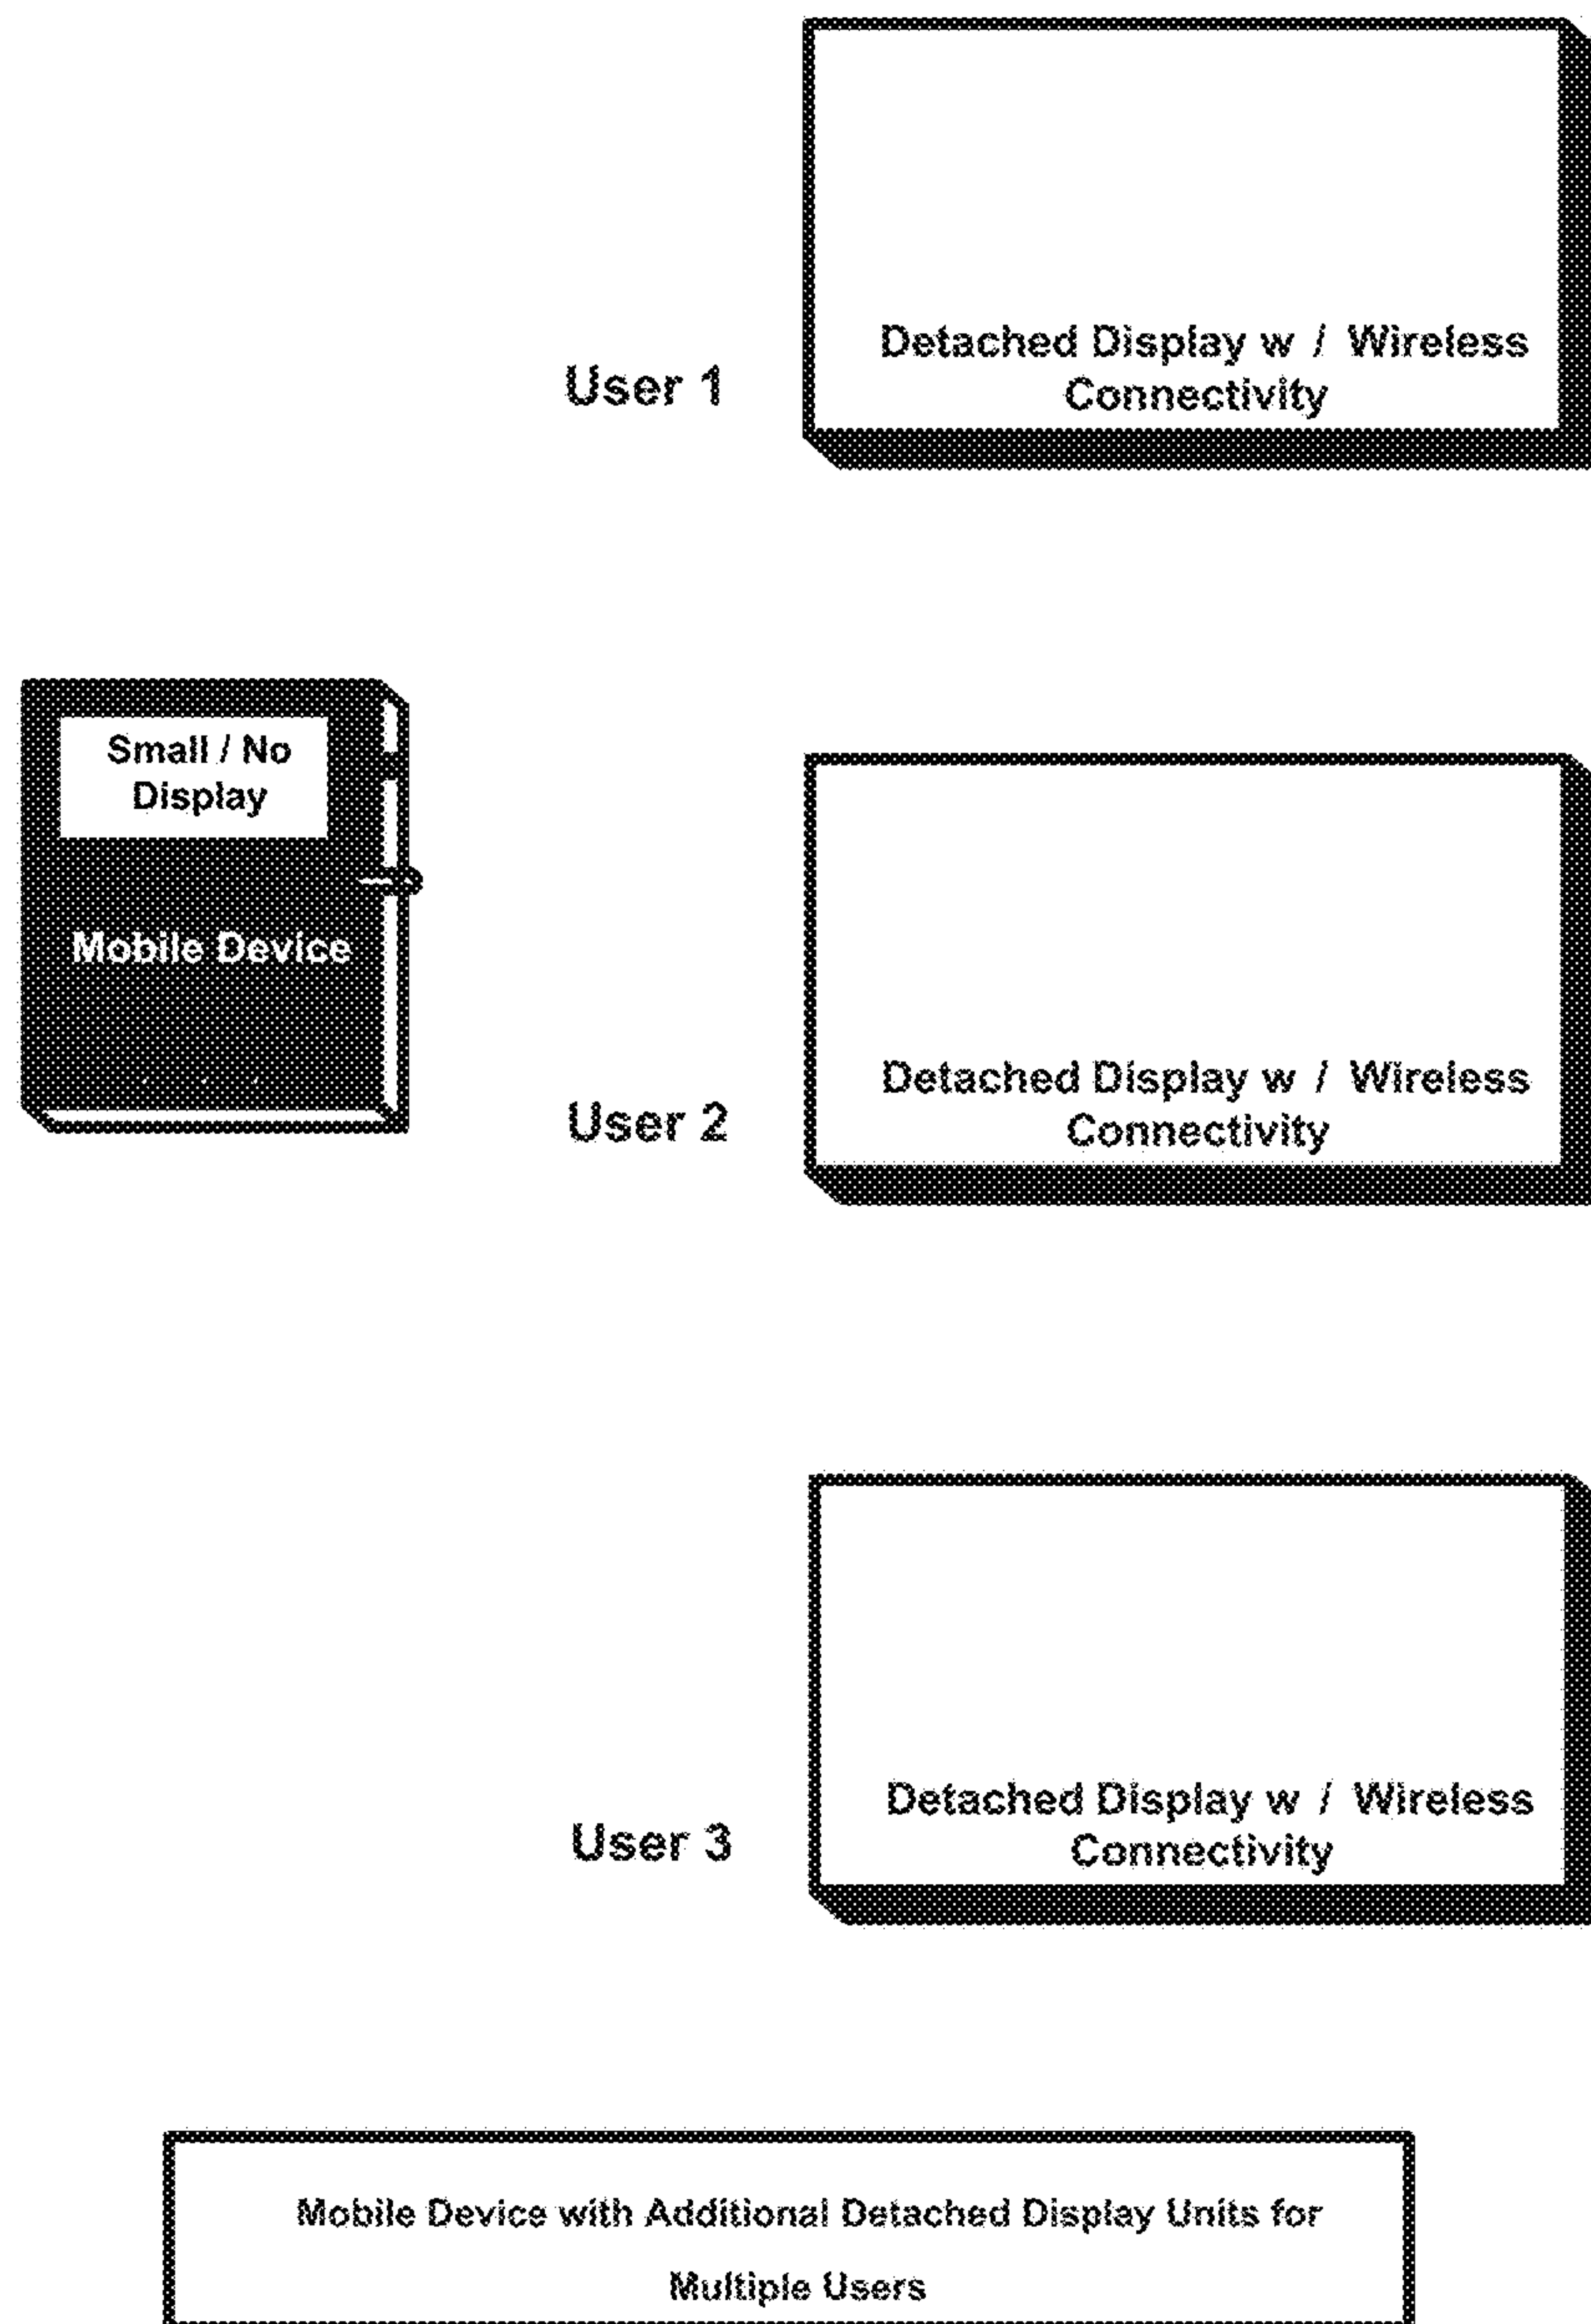 Detached Display w / Wireless
Connectivity
User 1
Small / No
Display
Mobile Device
Detached Display w / Wireless
Connectivity
User 2
Detached Display w / Wireless
Connectivity
User 3
Mobile Device with Additional Detached Display Units for
Multiple Users